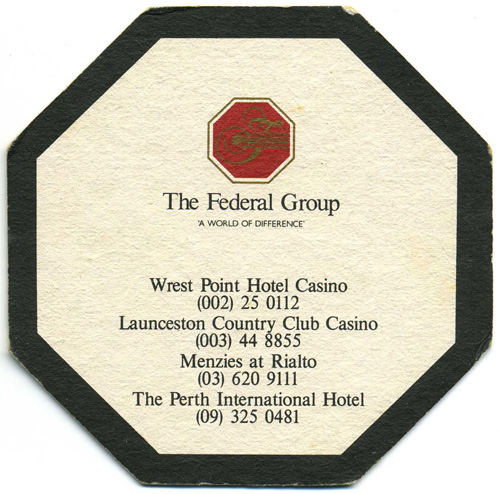 The Federal Group
'A WORLD OF DIFFERENCE'
Wrest Point Hotel Casino
(002) 25 0112
Launceston Country Club Casino
(003) 44 8855
Menzies at Rialto
(03) 620 9111
The Perth International Hotel
(09) 325 0481